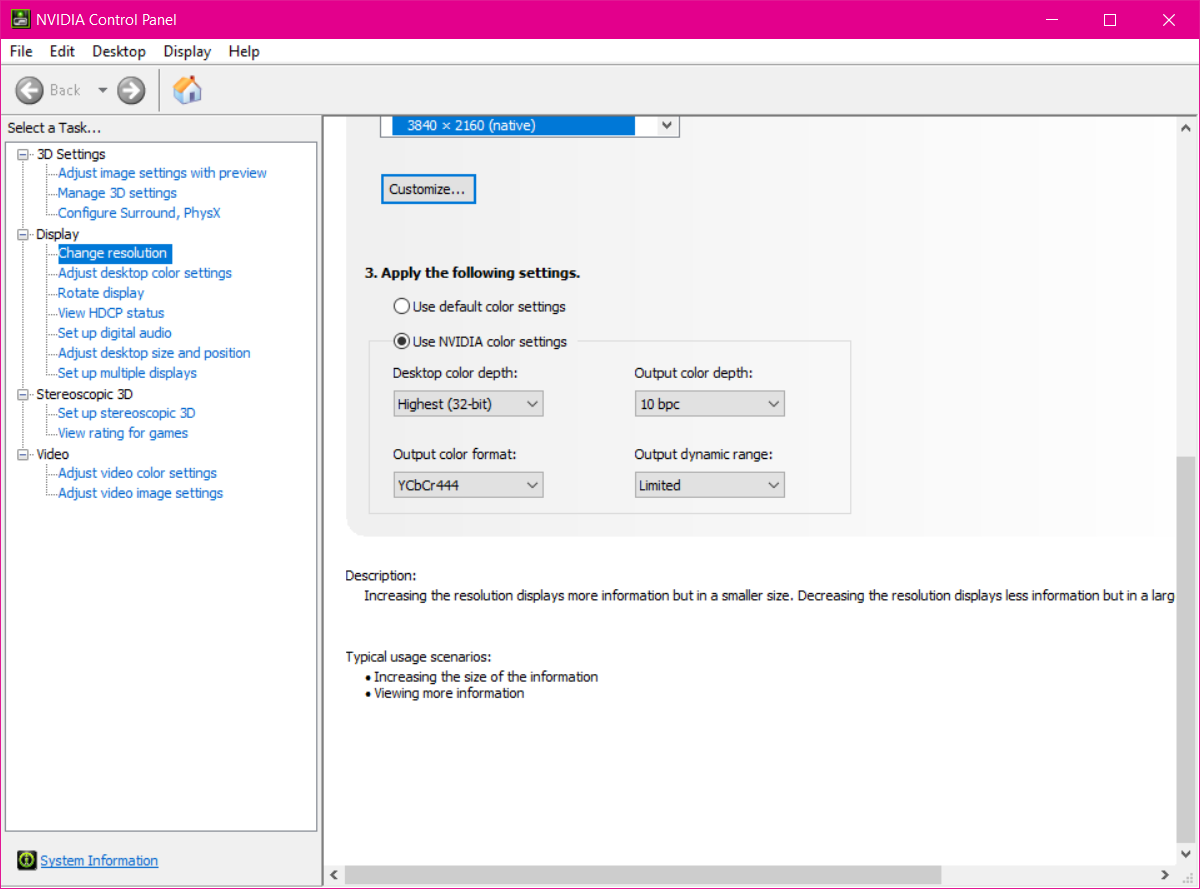 NVIDIA Control Panel
File Edit Desktop Display Help
Back
Select a Task...
3D Settings
Adjust image settings with preview
Manage 3D settings
Configure Surround, PhysX
Display
Change resolution
Adjust desktop color settings
Rotate display
View HDCP status
Set up digital audio
Adjust desktop size and position
Set up multiple displays
Stereoscopic 3D
Set up stereoscopic 3D
View rating for games
Video
Adjust video color settings
Adjust video image settings
System Information
3840 × 2160 (native)
Customize...
3. Apply the following settings.
Use default color settings
Use NVIDIA color settings
Desktop color depth: Output color depth:
Highest (32-bit) 10 bpc
Output color format: Output dynamic range:
YCbCr444 Limited
Description:
Increasing the resolution displays more information but in a smaller size. Decreasing the resolution displays less information but in a larg
Typical usage scenarios:
• Increasing the size of the information
• Viewing more information